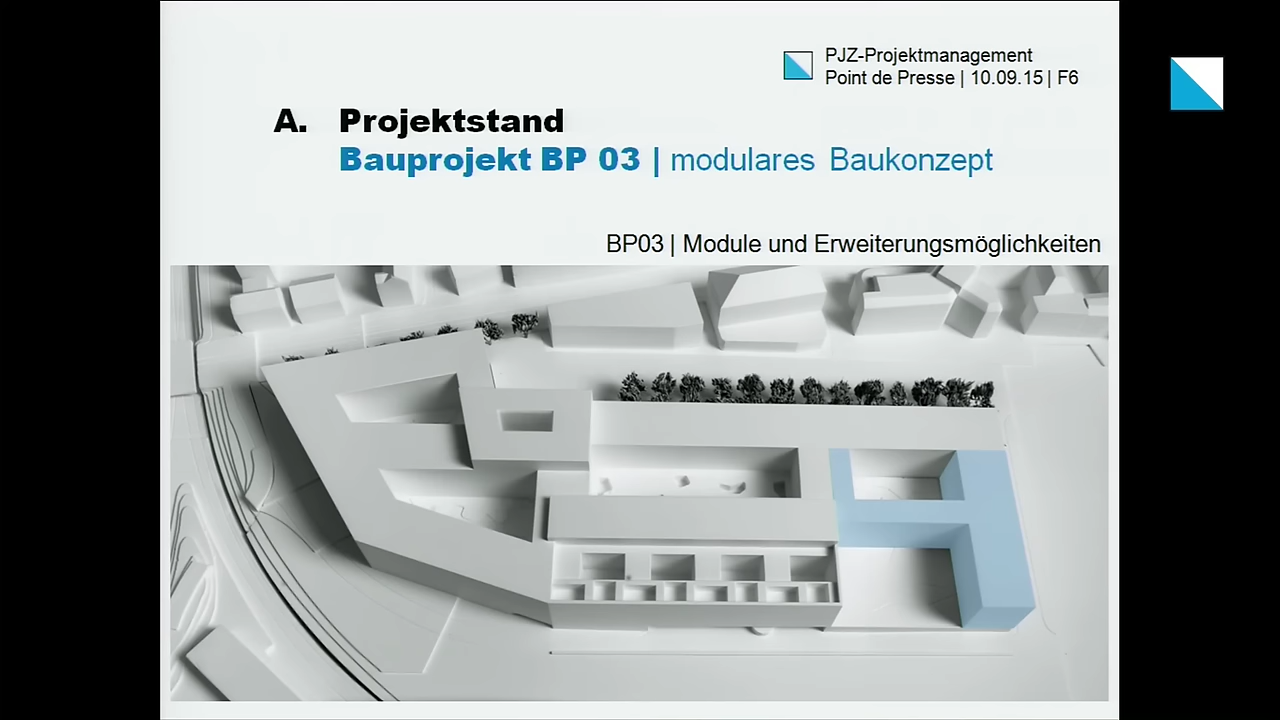 PJZ-Projektmanagement
Point de Presse | 10.09.15 | F6
A. Projektstand
Bauprojekt BP 03 | modulares Baukonzept
BP03 | Module und Erweiterungsmöglichkeiten